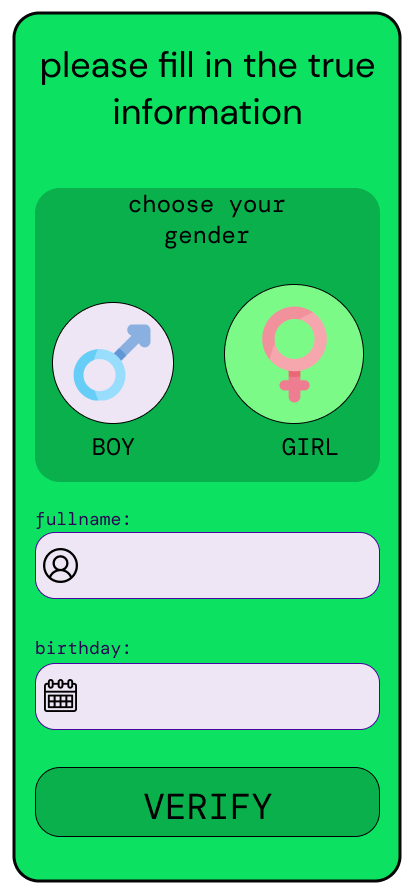 please fill in the true
information
choose your
gender
BOY
GIRL
fullname:
birthday:
VERIFY